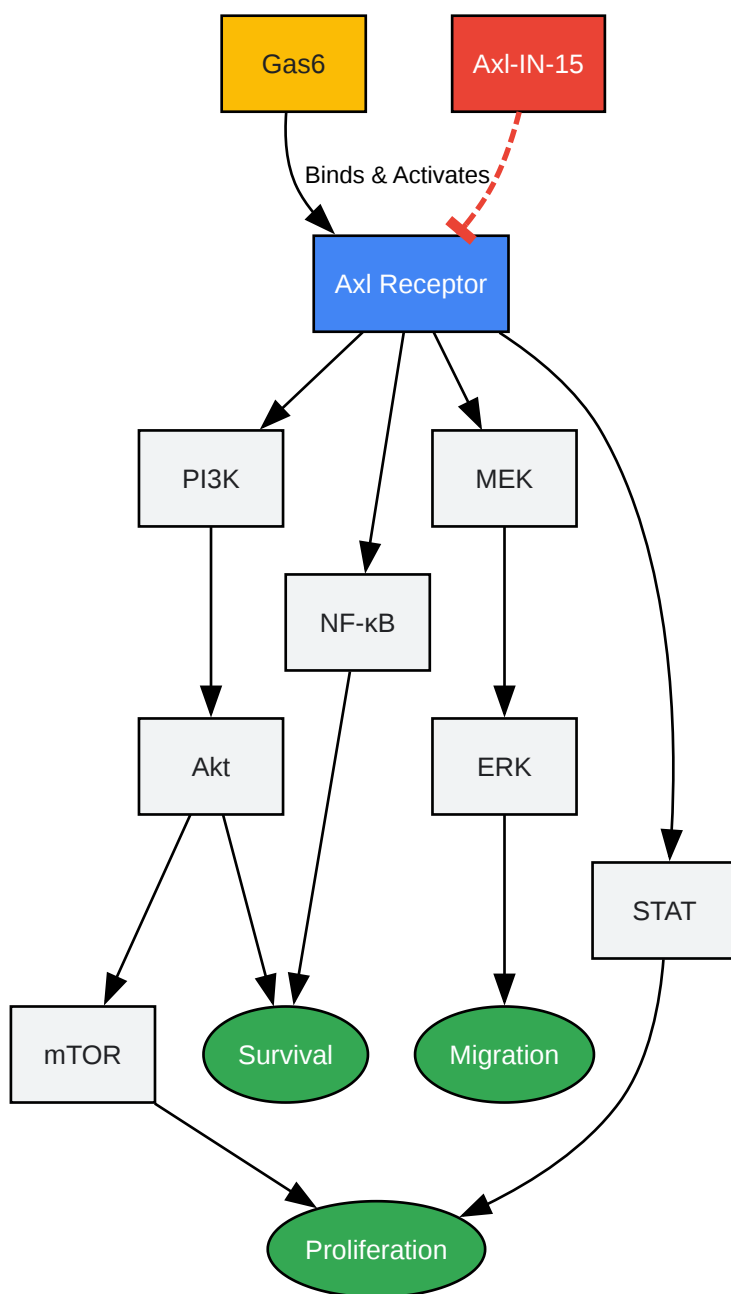 Gas6
Axl-IN-15
Binds & Activates
Axl Receptor
PI3K
MEK
NF-κB
Akt
ERK
STAT
mTOR
Survival
Migration
Proliferation